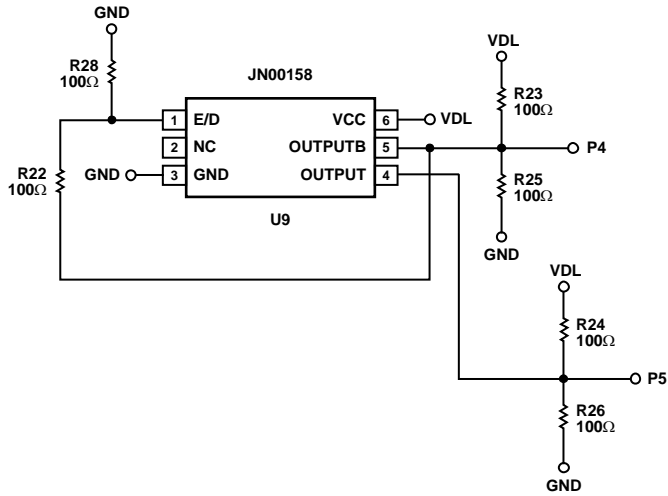 GND
R28
100Ω
JN00158
1
E/D
2
NC
3
GND
VCC
6
OUTPUTB
5
OUTPUT
4
U9
GND
R22
100Ω
VDL
VDL
R23
100Ω
P4
R25
100Ω
GND
VDL
R24
100Ω
P5
R26
100Ω
GND